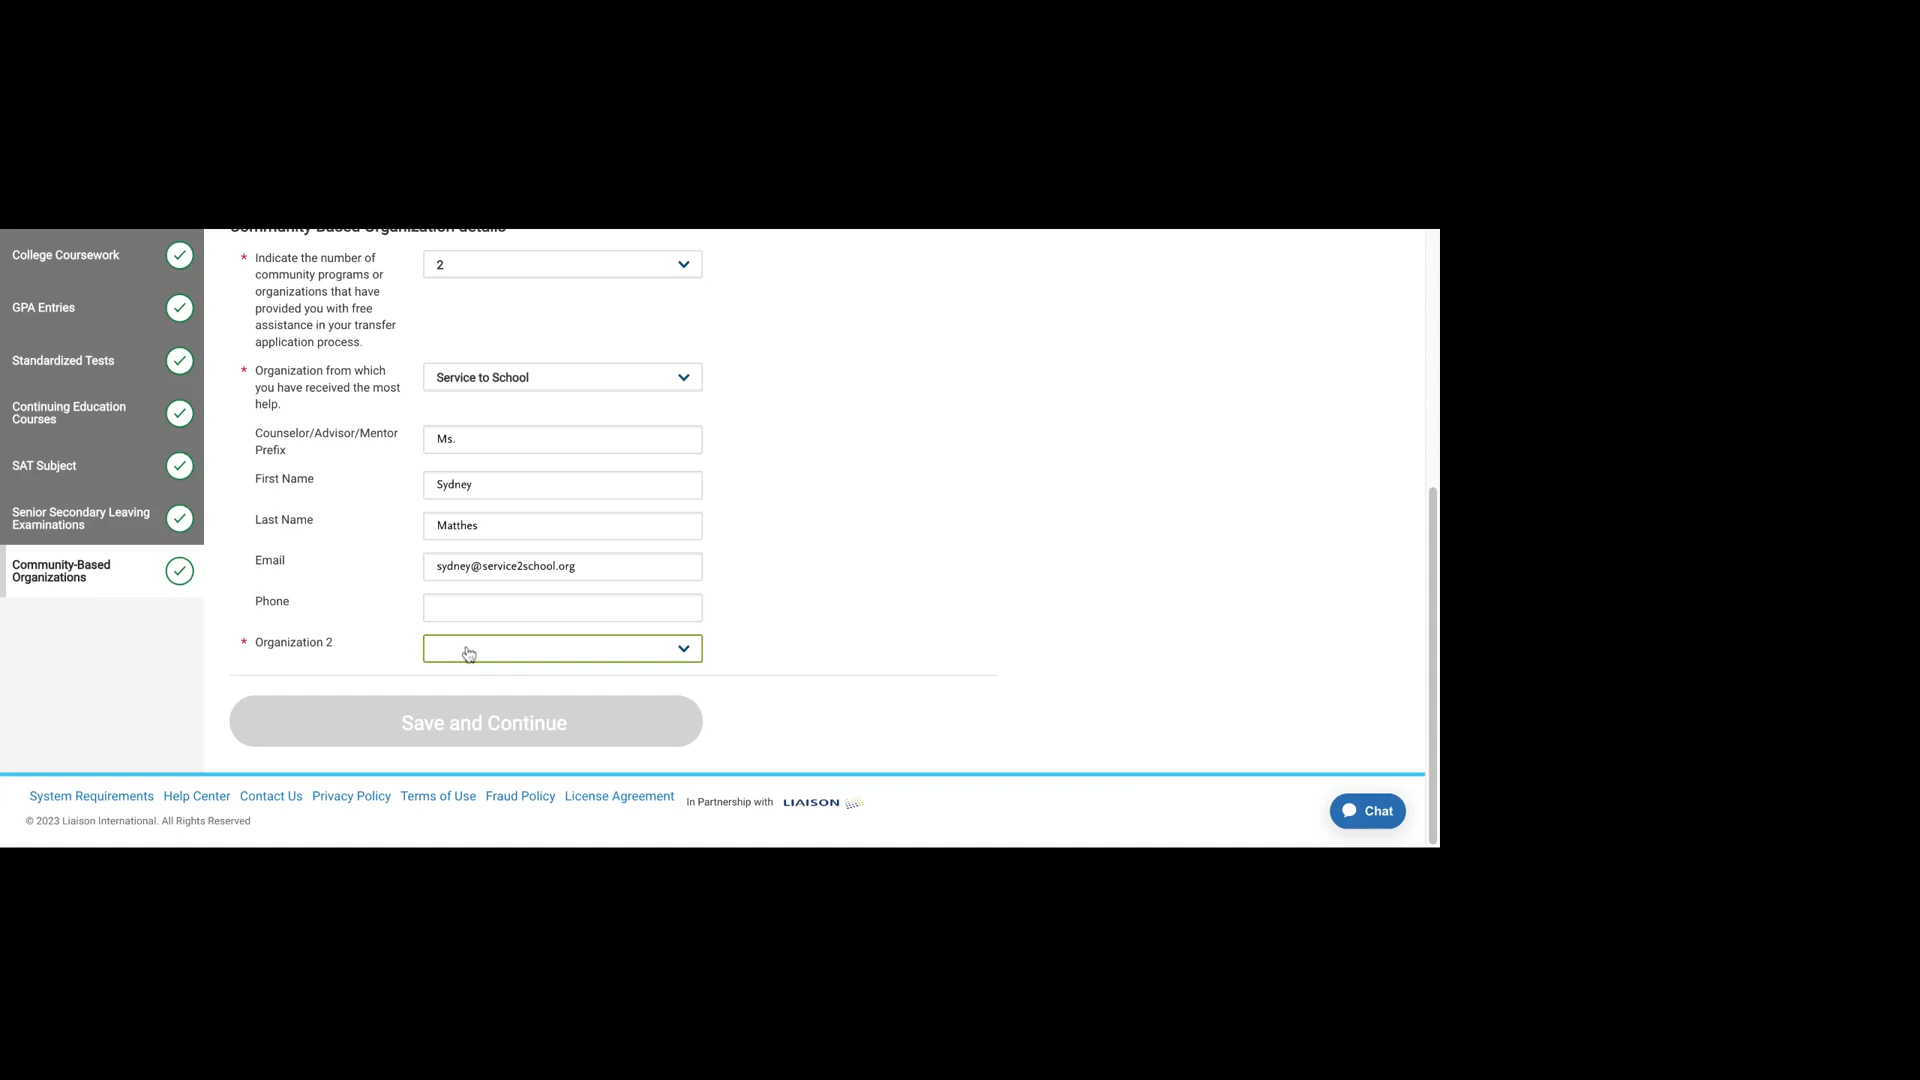 College Coursework
GPA Entries
Standardized Tests
Continuing Education
Courses
SAT Subject
Senior Secondary Leaving
Examinations
Community-Based
Organizations
Community-Based Organization details
* Indicate the number of
community programs or
organizations that have
provided you with free
assistance in your transfer
application process.
2
* Organization from which
you have received the most
help.
Service to School
Counselor/Advisor/Mentor
Prefix
Ms.
First Name
Sydney
Last Name
Matthes
Email
sydney@service2school.org
Phone
* Organization 2
Save and Continue
System Requirements Help Center Contact Us Privacy Policy Terms of Use Fraud Policy License Agreement In Partnership with LIAISON
© 2023 Liaison International. All Rights Reserved
Chat